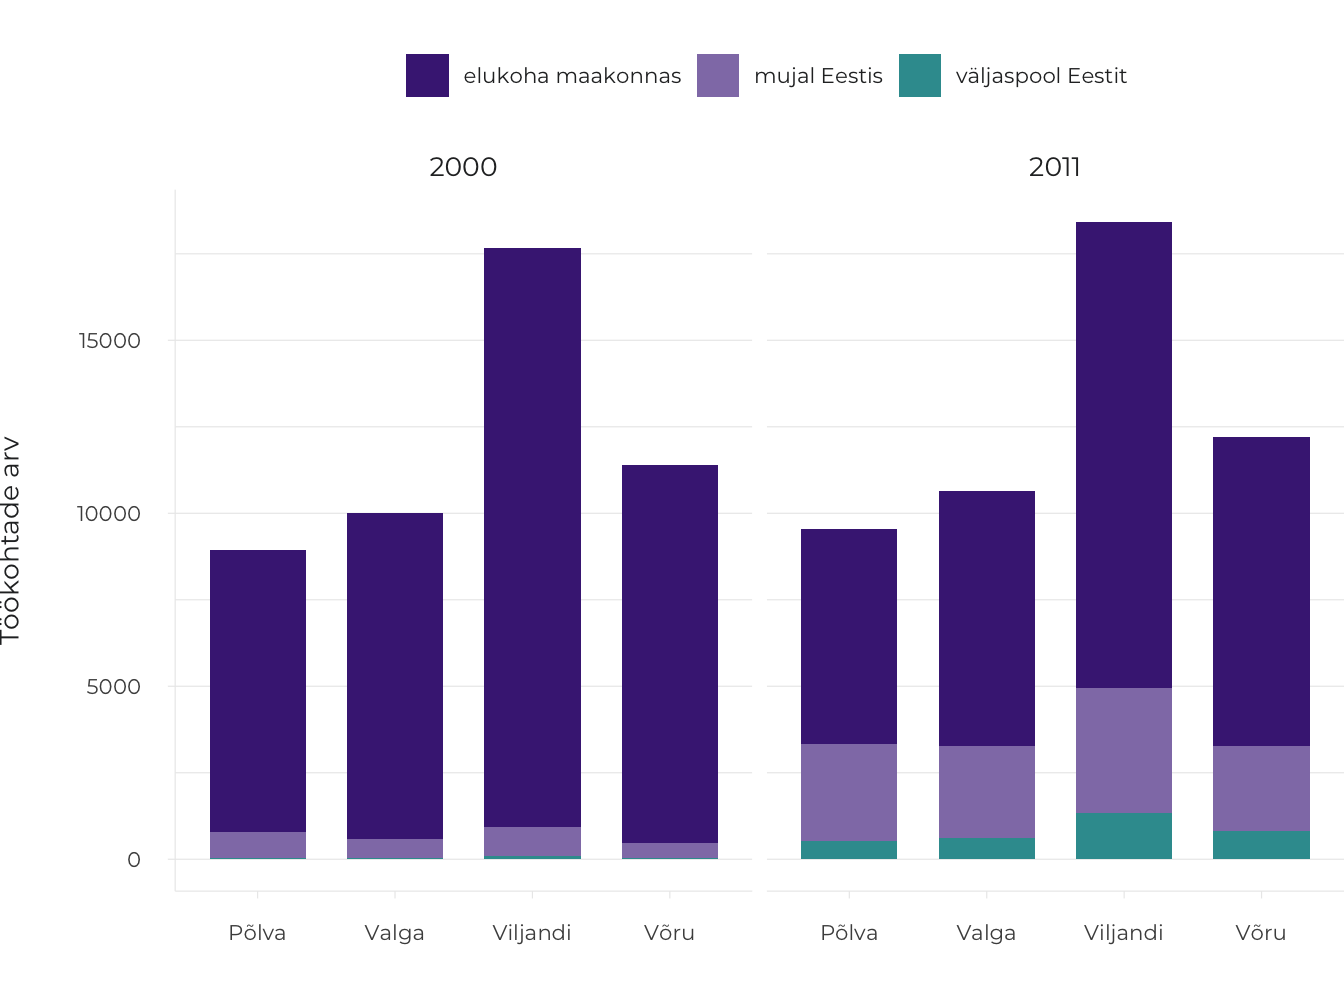 elukoha maakonnas mujal Eestis väljaspool Eestit
2000 2011
Töökohtade arv
15000
10000
5000
0
Põlva Valga Viljandi Võru Põlva Valga Viljandi Võru